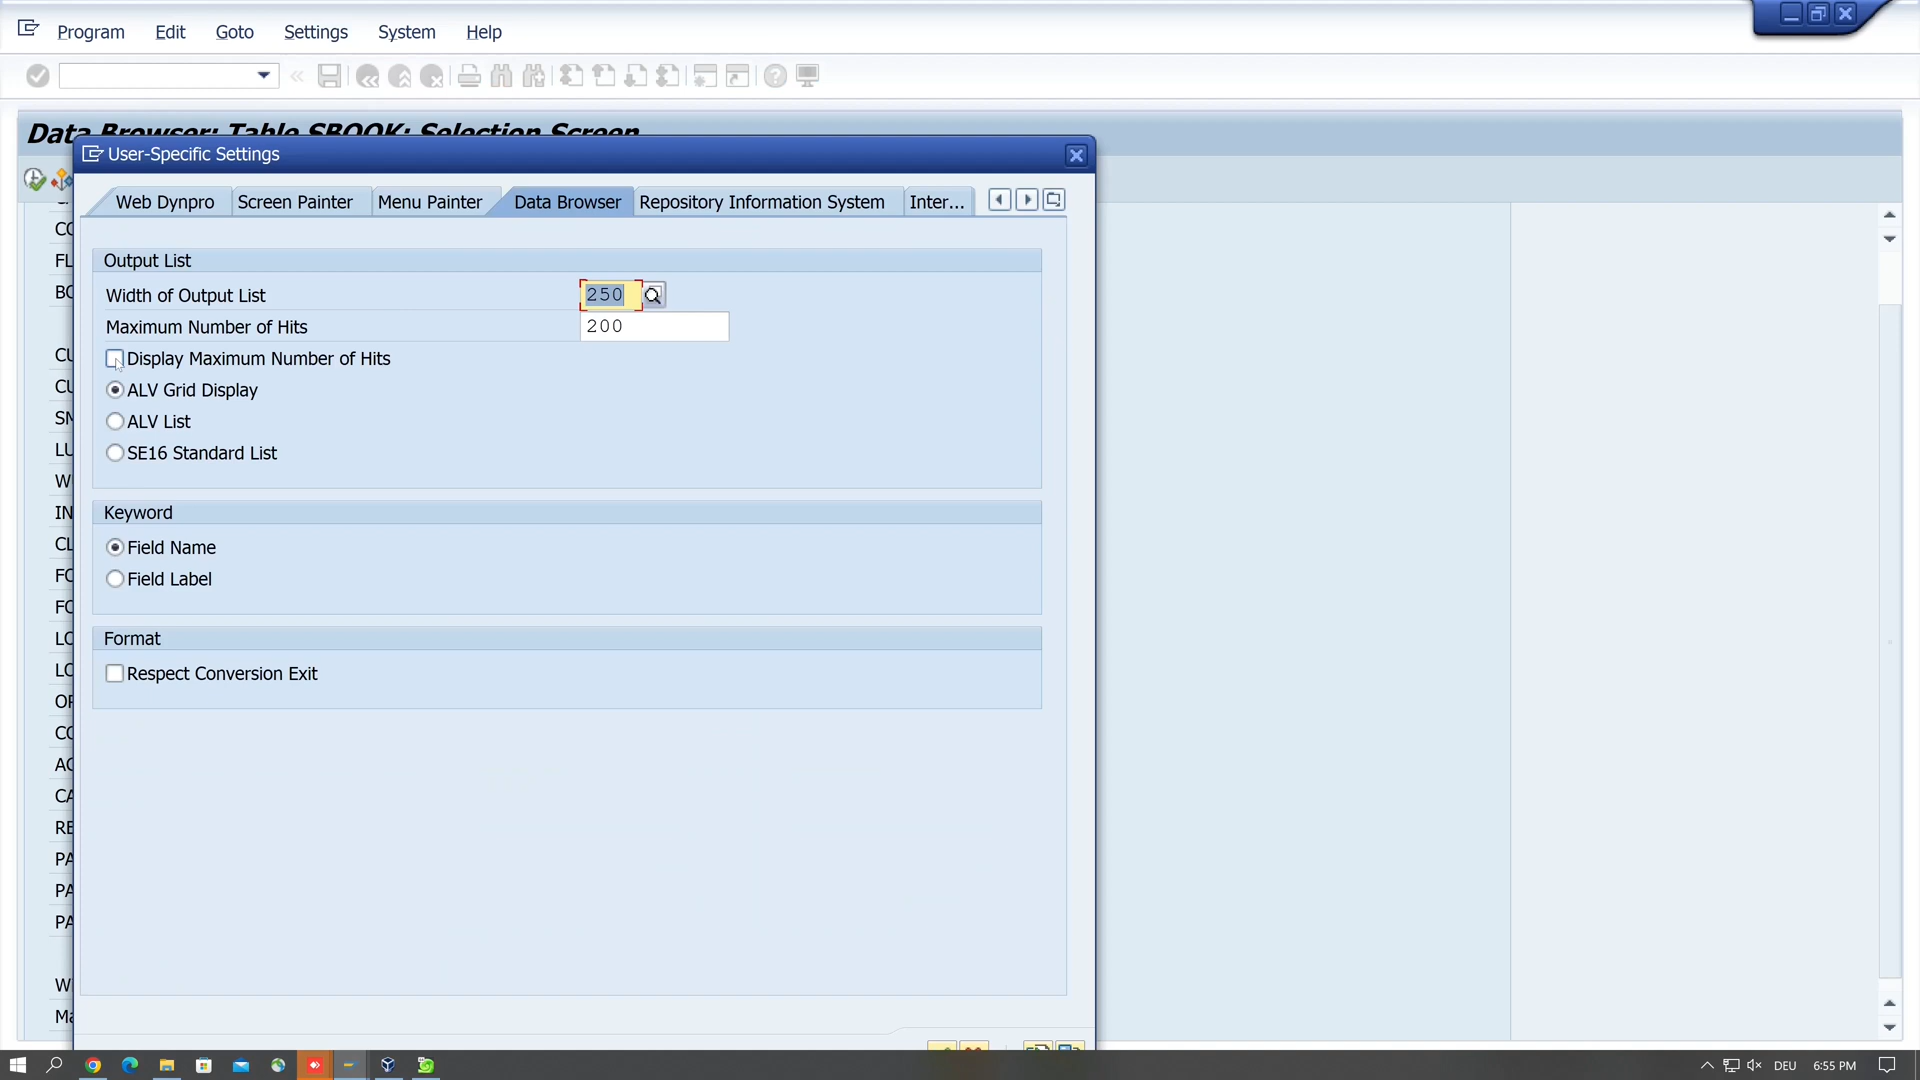 Program Edit Goto Settings System Help
Data Browser: Table SBOOK: Selection Screen
User-Specific Settings
Web Dynpro Screen Painter Menu Painter Data Browser Repository Information System Inter...
Output List
Width of Output List 250
Maximum Number of Hits 200
Display Maximum Number of Hits
ALV Grid Display
ALV List
SE16 Standard List
Keyword
Field Name
Field Label
Format
Respect Conversion Exit
DEU 6:55 PM